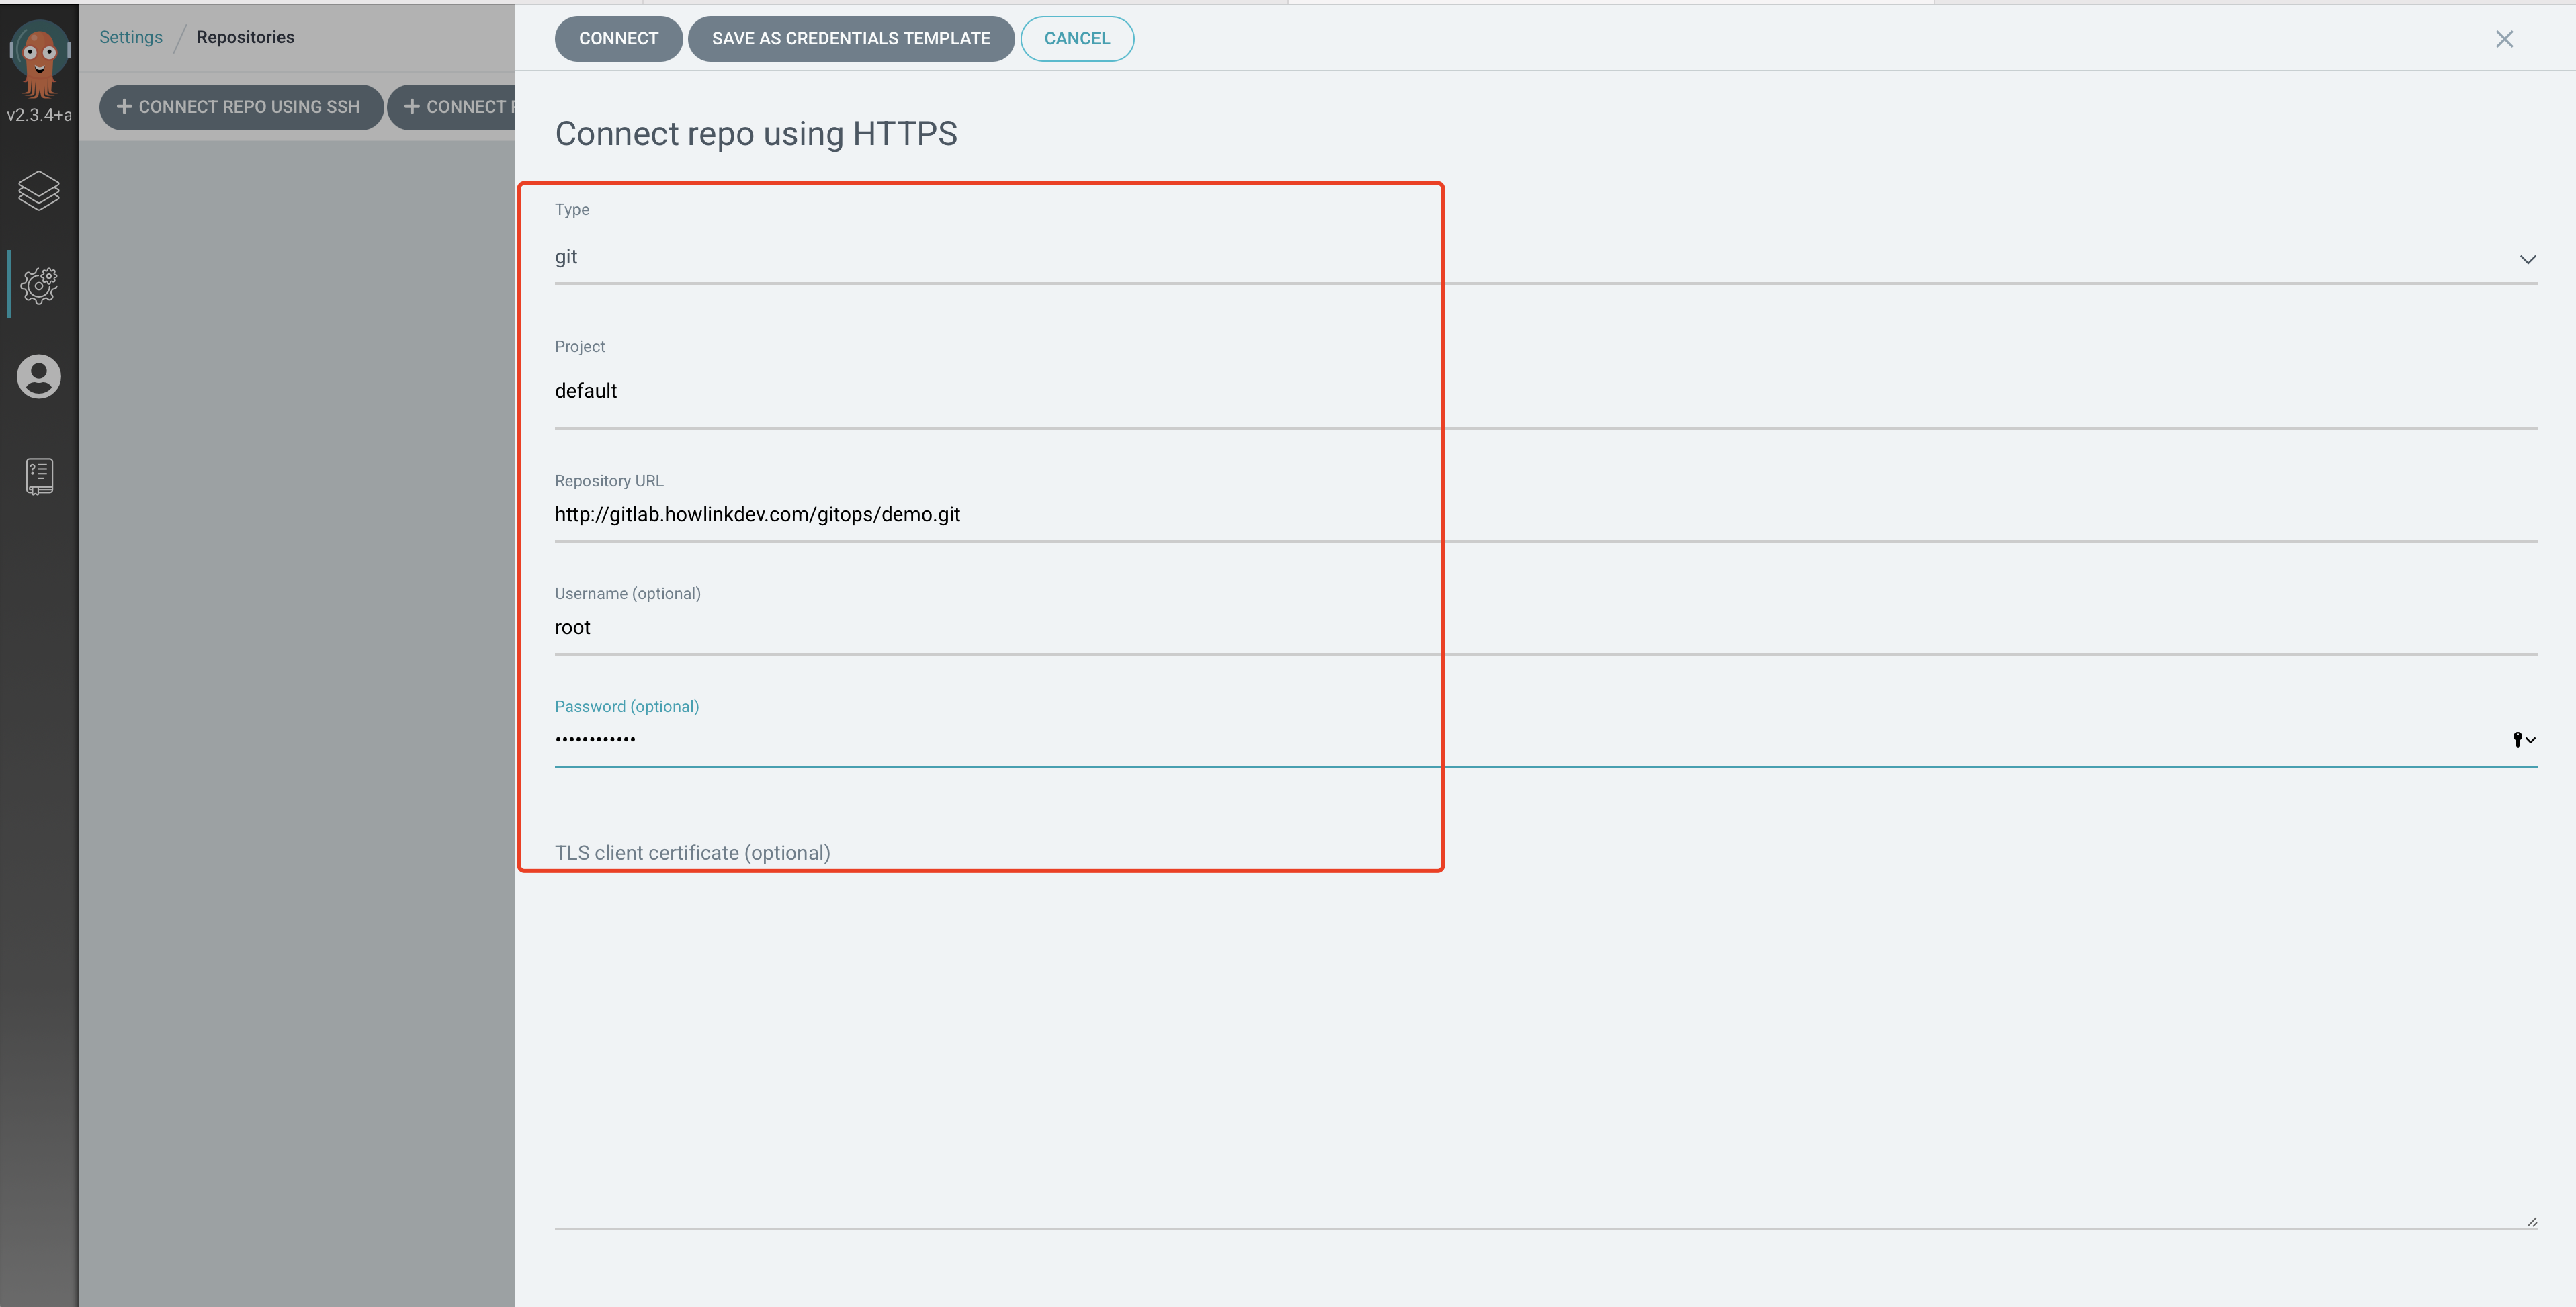 v2.3.4+a
Settings / Repositories
+ CONNECT REPO USING SSH
+ CONNECT
CONNECT
SAVE AS CREDENTIALS TEMPLATE
CANCEL
Connect repo using HTTPS
Type
git
Project
default
Repository URL
http://gitlab.howlinkdev.com/gitops/demo.git
Username (optional)
root
Password (optional)
••••••••••••
TLS client certificate (optional)